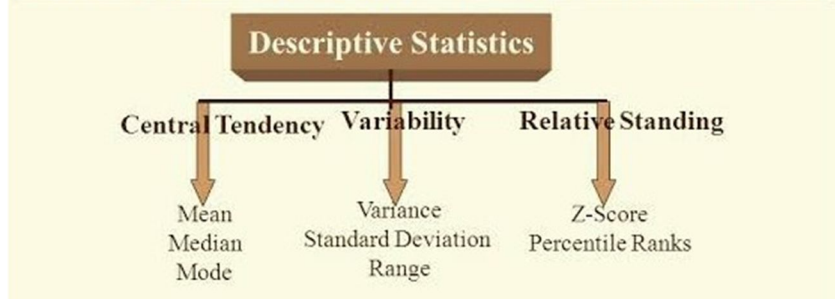 Descriptive Statistics
Central Tendency
Variability
Relative Standing
Mean
Median
Mode
Variance
Standard Deviation
Range
Z-Score
Percentile Ranks